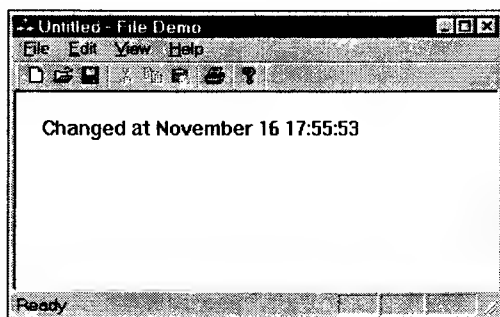 Untitled - File Demo
File Edit View Help
Changed at November 16 17:55:53
Ready